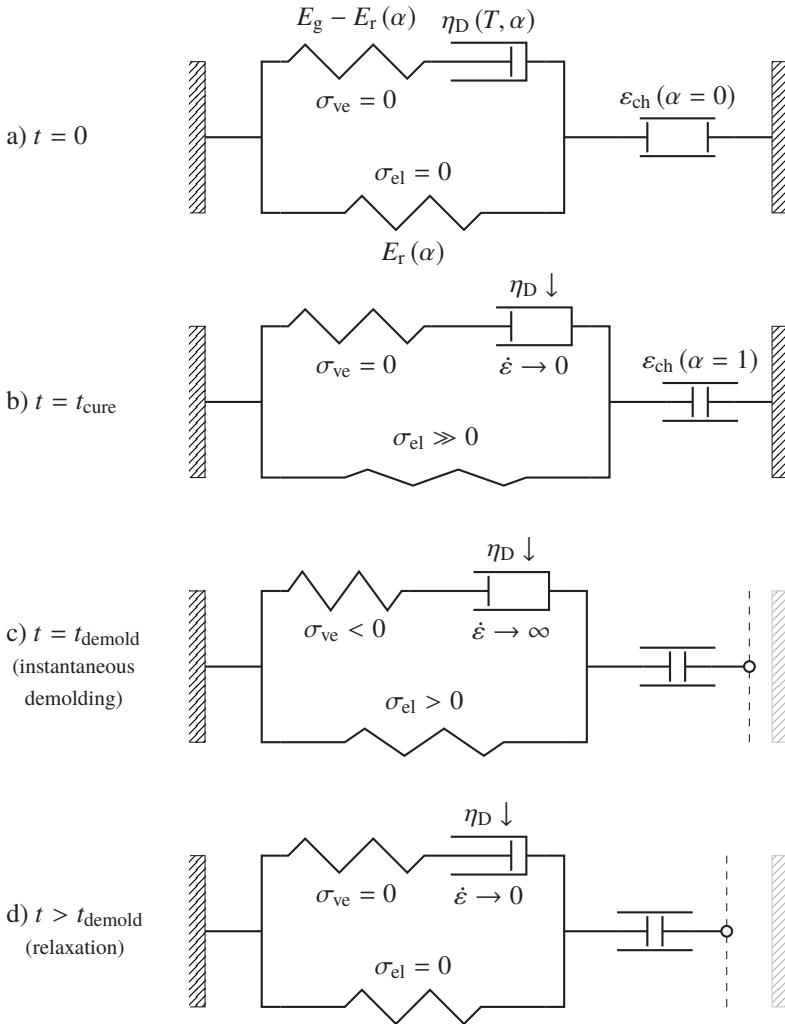 E_g − E_r (α)
η_D (T, α)
σ_ve = 0
ε_ch (α = 0)
a) t = 0
σ_el = 0
E_r (α)
η_D ↓
σ_ve = 0
ε̇ → 0
ε_ch (α = 1)
b) t = t_cure
σ_el ≫ 0
η_D ↓
c) t = t_demold
(instantaneous
demolding)
σ_ve < 0
ε̇ → ∞
σ_el > 0
η_D ↓
σ_ve = 0
ε̇ → 0
d) t > t_demold
(relaxation)
σ_el = 0